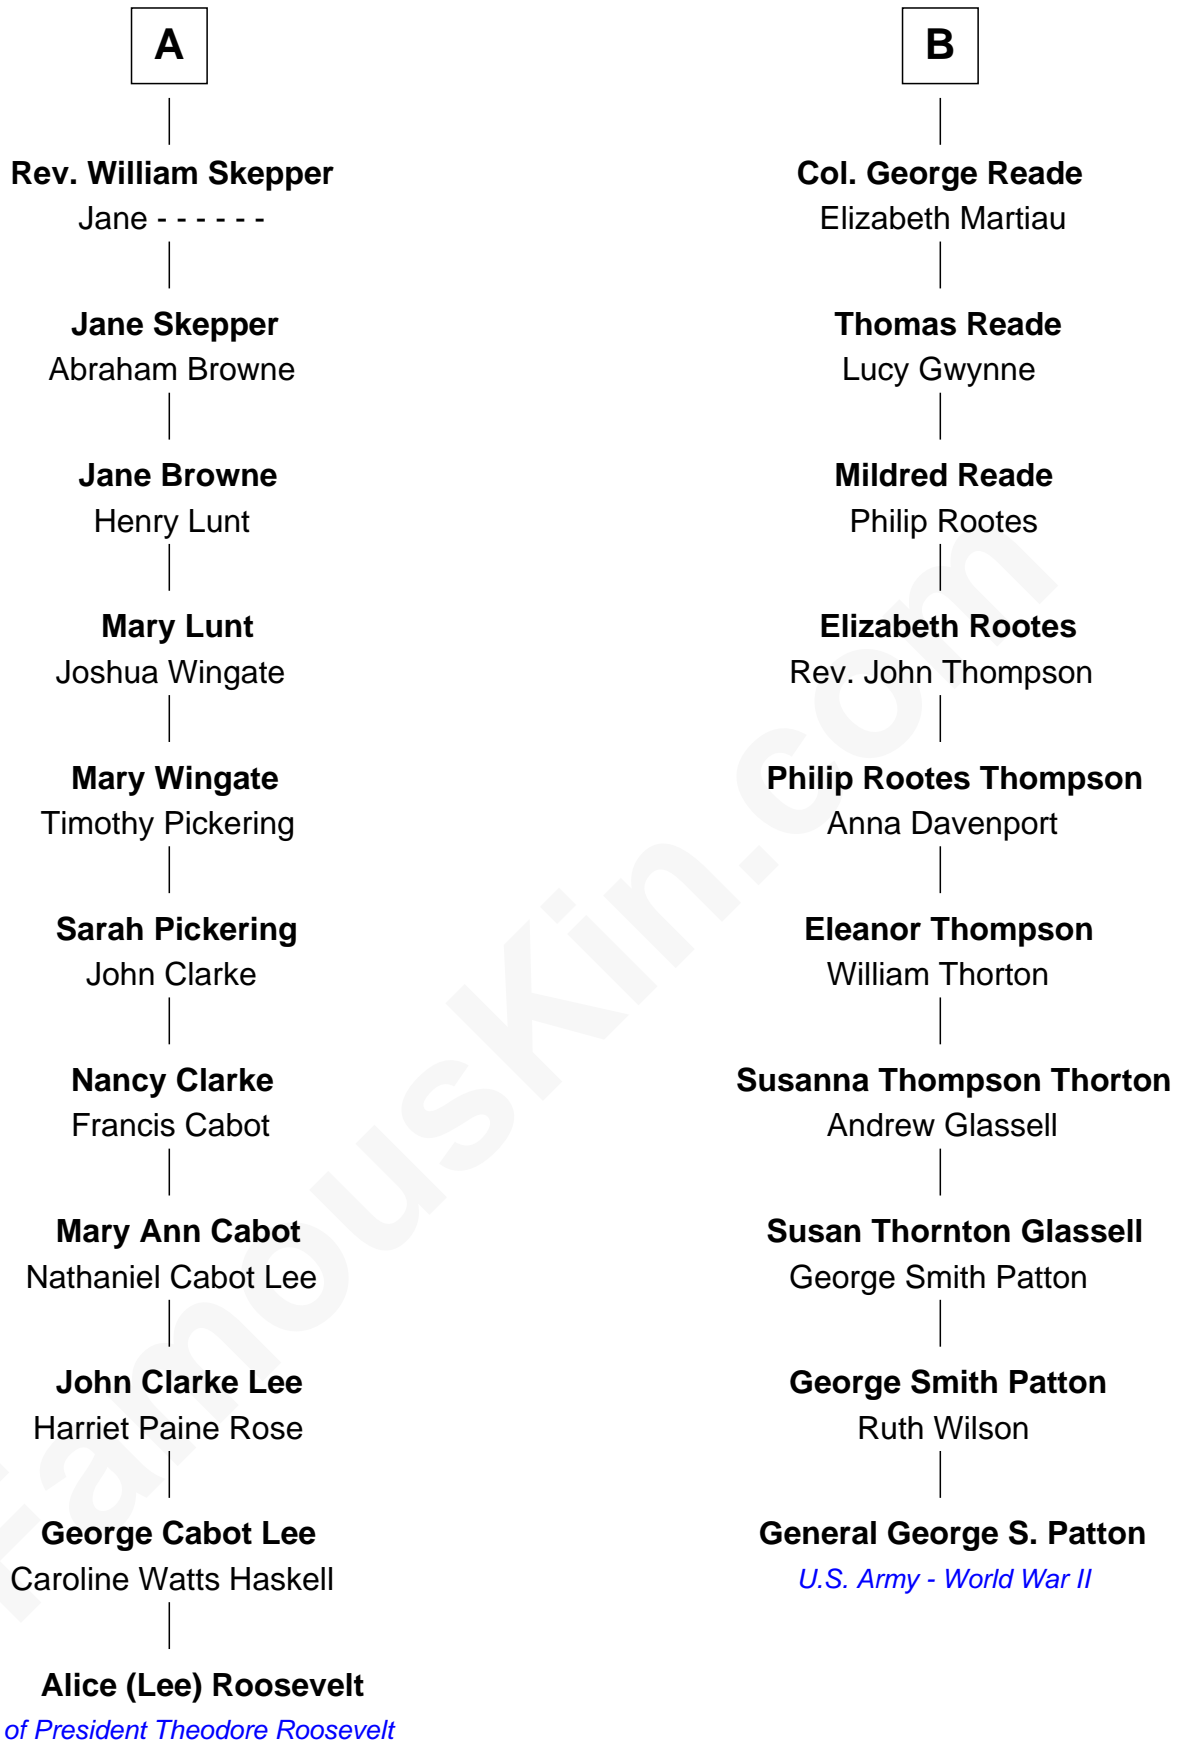 A
Rev. William Skepper
Jane - - - - - -
Jane Skepper
Abraham Browne
Jane Browne
Henry Lunt
Mary Lunt
Joshua Wingate
Mary Wingate
Timothy Pickering
Sarah Pickering
John Clarke
Nancy Clarke
Francis Cabot
Mary Ann Cabot
Nathaniel Cabot Lee
John Clarke Lee
Harriet Paine Rose
George Cabot Lee
Caroline Watts Haskell
Alice (Lee) Roosevelt
of President Theodore Roosevelt
B
Col. George Reade
Elizabeth Martiau
Thomas Reade
Lucy Gwynne
Mildred Reade
Philip Rootes
Elizabeth Rootes
Rev. John Thompson
Philip Rootes Thompson
Anna Davenport
Eleanor Thompson
William Thorton
Susanna Thompson Thorton
Andrew Glassell
Susan Thornton Glassell
George Smith Patton
George Smith Patton
Ruth Wilson
General George S. Patton
U.S. Army - World War II
FamousKin.com